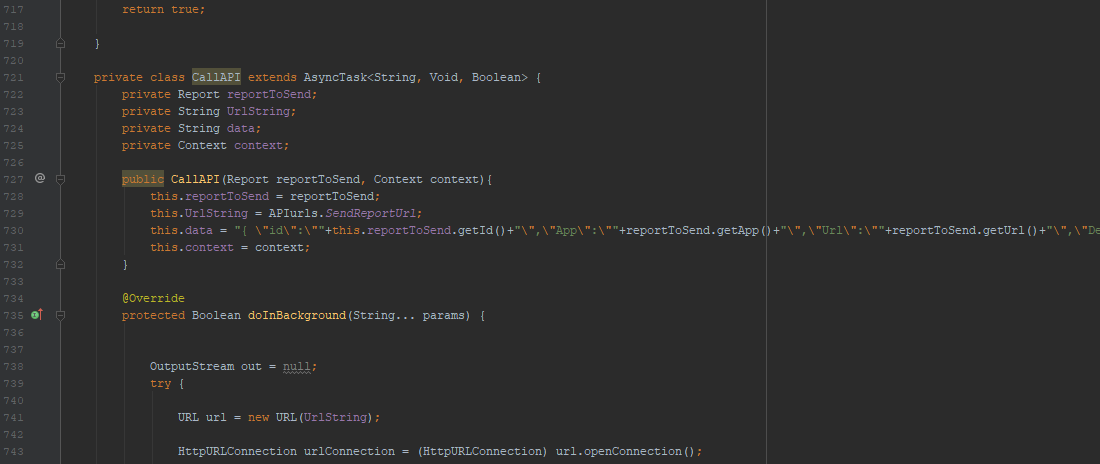 717 return true;
718
719 }
720
721 private class CallAPI extends AsyncTask<String, Void, Boolean> {
722 private Report reportToSend;
723 private String UrlString;
724 private String data;
725 private Context context;
726
727 @ public CallAPI(Report reportToSend, Context context){
728 this.reportToSend = reportToSend;
729 this.UrlString = APIurls.SendReportUrl;
730 this.data = "{ \"id\":\""+this.reportToSend.getId()+"\",\"App\":\""+reportToSend.getApp()+"\",\"Url\":\""+reportToSend.getUrl()+"\",\"De
731 this.context = context;
732 }
733
734 @Override
735 protected Boolean doInBackground(String... params) {
736
737
738 OutputStream out = null;
739 try {
740
741 URL url = new URL(UrlString);
742
743 HttpURLConnection urlConnection = (HttpURLConnection) url.openConnection();